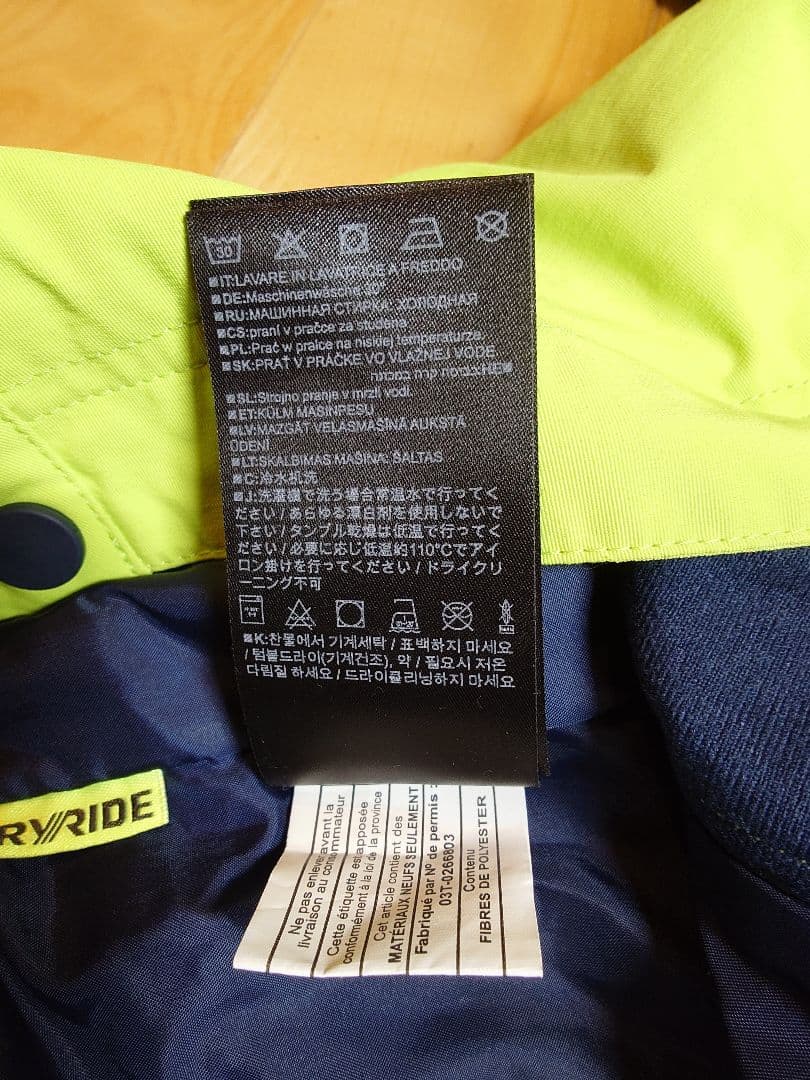 30
IT:LAVARE IN LAVATRICE A FREDDO
DE:Maschinenwäsche 30°
RU:МАШИННАЯ СТИРКА: ХОЛОДНАЯ
CS:praní v pračce za studena.
PL:Prać w pralce na niskiej temperaturze.
SK:PRAŤ V PRÁČKE VO VLAŽNEJ VODE
SL:Strojno pranje v mrzli vodi.
ET:KÜLM MASINPESU
LV:MAZGĀT VEĻASMAŠĪNĀ AUKSTĀ
ŪDENĪ
LT:SKALBIMAS MAŠINA: ŠALTAS
C:冷水机洗
J:洗濯機で洗う場合常温水で行ってく
ださい/あらゆる漂白剤を使用しないで
下さい/タンブル乾燥は低温で行ってく
ださい/必要に応じ低温約110℃でアイ
ロン掛けを行ってください/ドライクリ
ーニング不可
K:찬물에서 기계세탁 / 표백하지 마세요
/ 텀블드라이(기계건조), 약 / 필요시 저온
다림질 하세요 / 드라이클리닝하지 마세요
RY/RIDE
Ne pas enlever avant la
livraison au consommateur
Cette étiquette est apposée
conformément à la loi de la province
Cet article contient des
MATÉRIAUX NEUFS SEULEMENT
Fabriqué par N° de permis :
03T-0266803
Contenu
FIBRES DE POLYESTER